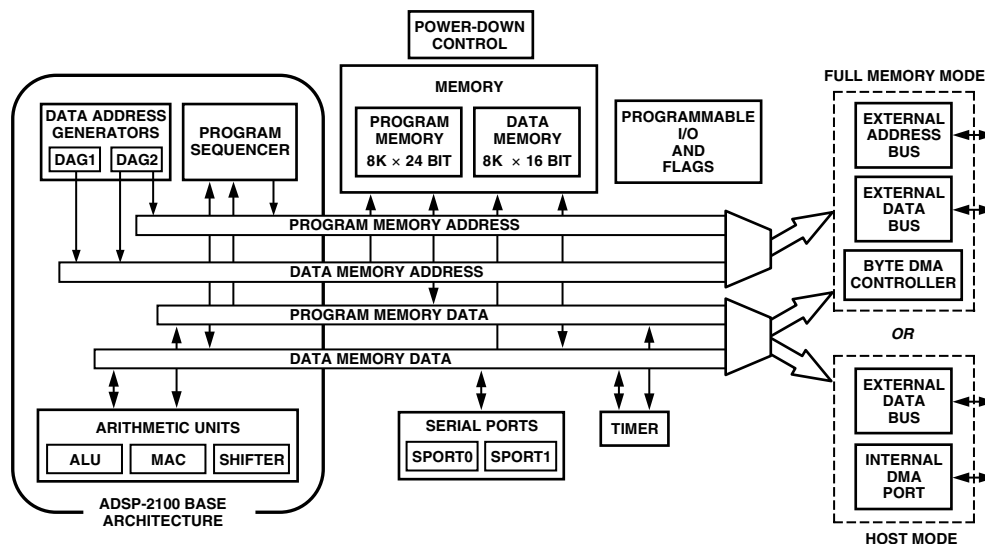 POWER-DOWN
CONTROL
FULL MEMORY MODE
MEMORY
PROGRAM
MEMORY
8K × 24 BIT
DATA
MEMORY
8K × 16 BIT
PROGRAMMABLE
I/O
AND
FLAGS
DATA ADDRESS
GENERATORS
DAG1
DAG2
PROGRAM
SEQUENCER
EXTERNAL
ADDRESS
BUS
EXTERNAL
DATA
BUS
BYTE DMA
CONTROLLER
PROGRAM MEMORY ADDRESS
DATA MEMORY ADDRESS
PROGRAM MEMORY DATA
DATA MEMORY DATA
OR
EXTERNAL
DATA
BUS
INTERNAL
DMA
PORT
HOST MODE
ARITHMETIC UNITS
ALU
MAC
SHIFTER
SERIAL PORTS
SPORT0
SPORT1
TIMER
ADSP-2100 BASE
ARCHITECTURE